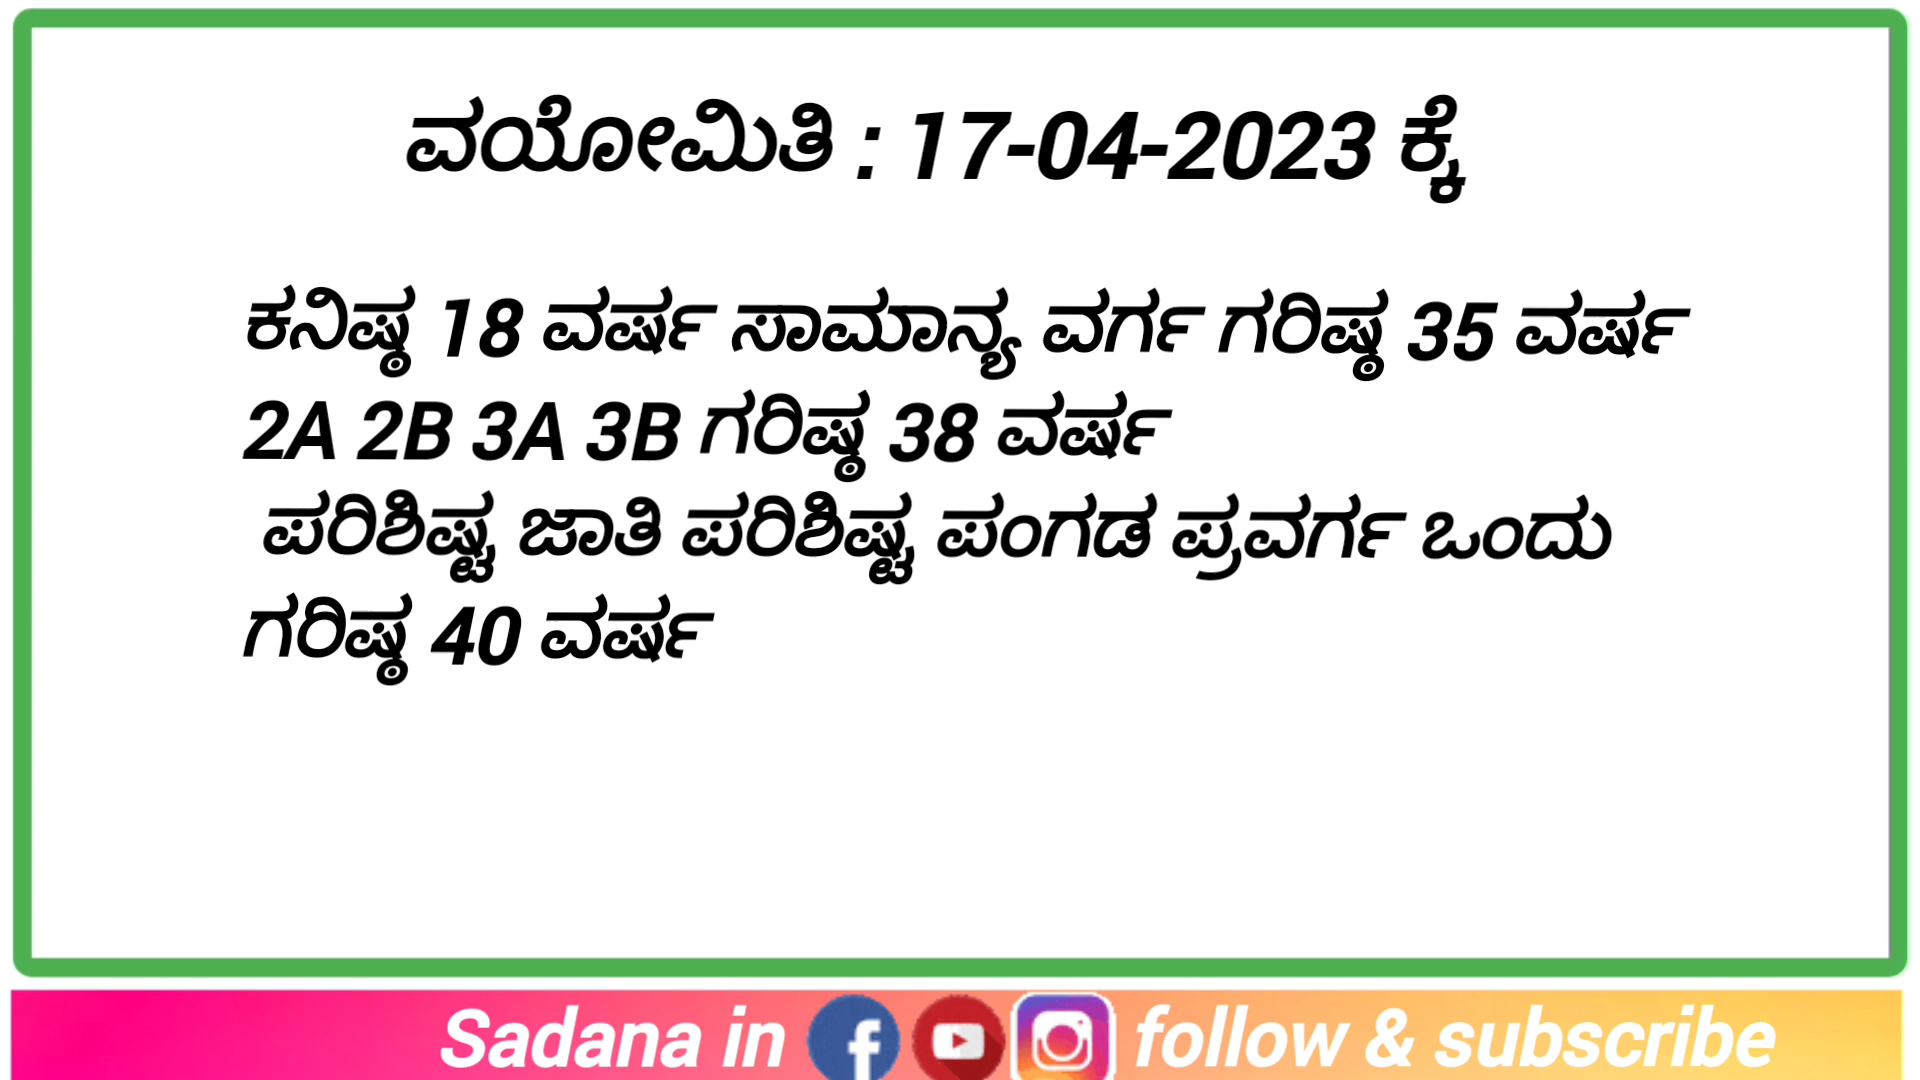 ವಯೋಮಿತಿ : 17-04-2023 ಕ್ಕೆ
ಕನಿಷ್ಠ 18 ವರ್ಷ ಸಾಮಾನ್ಯ ವರ್ಗ ಗರಿಷ್ಠ 35 ವರ್ಷ
2A 2B 3A 3B ಗರಿಷ್ಠ 38 ವರ್ಷ
ಪರಿಶಿಷ್ಟ ಜಾತಿ ಪರಿಶಿಷ್ಟ ಪಂಗಡ ಪ್ರವರ್ಗ ಒಂದು
ಗರಿಷ್ಠ 40 ವರ್ಷ
Sadana in follow & subscribe